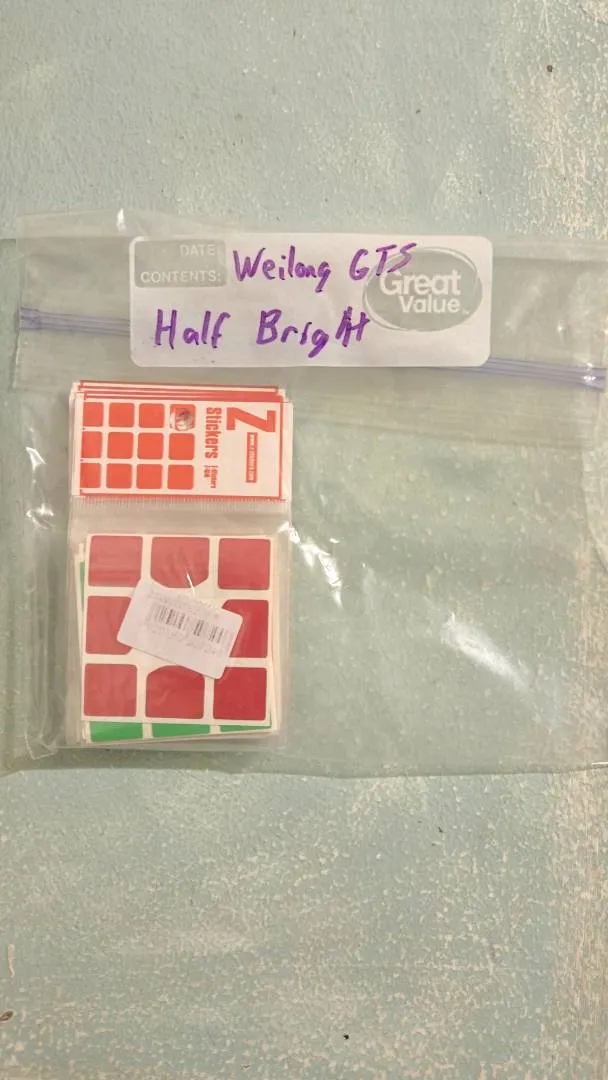 DATE
CONTENTS:
Weilong GTS
Great
Value
Half Bright
Z
Stickers